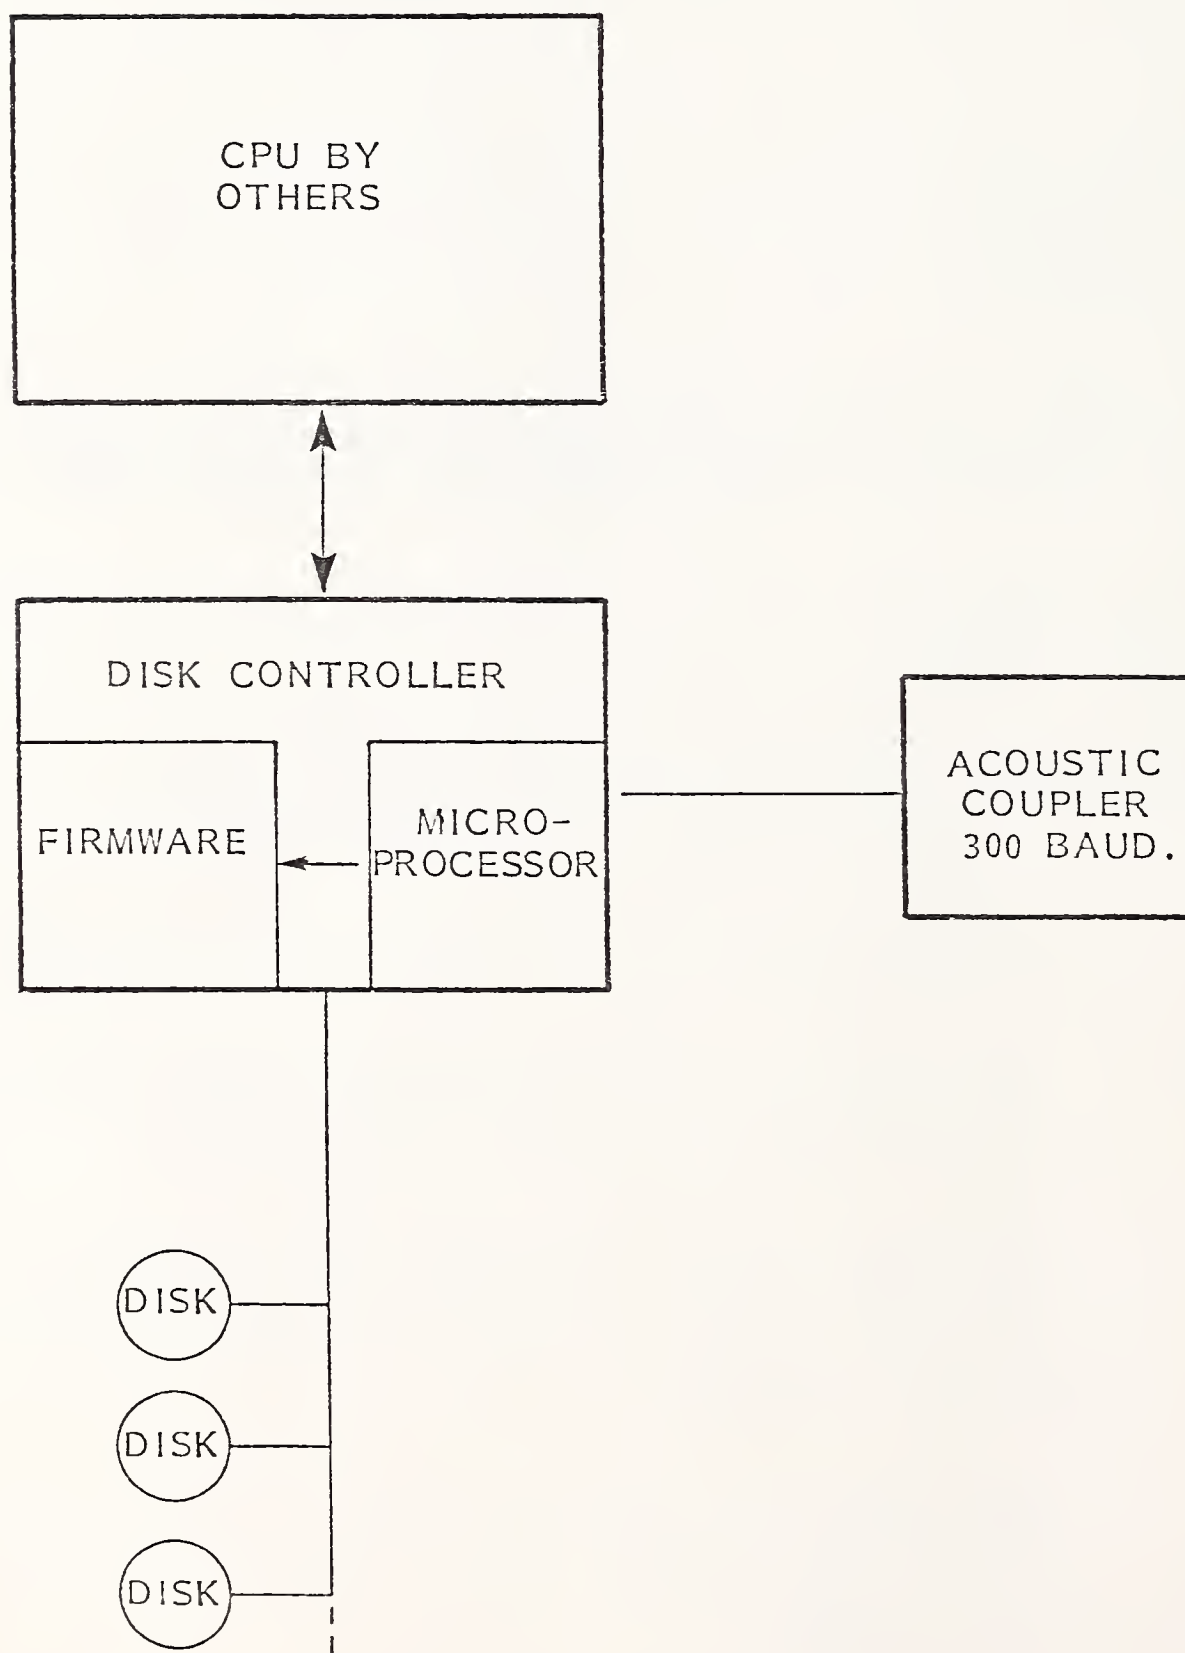 CPU BY
OTHERS
DISK CONTROLLER
FIRMWARE
MICRO-
PROCESSOR
ACOUSTIC
COUPLER
300 BAUD.
DISK
DISK
DISK